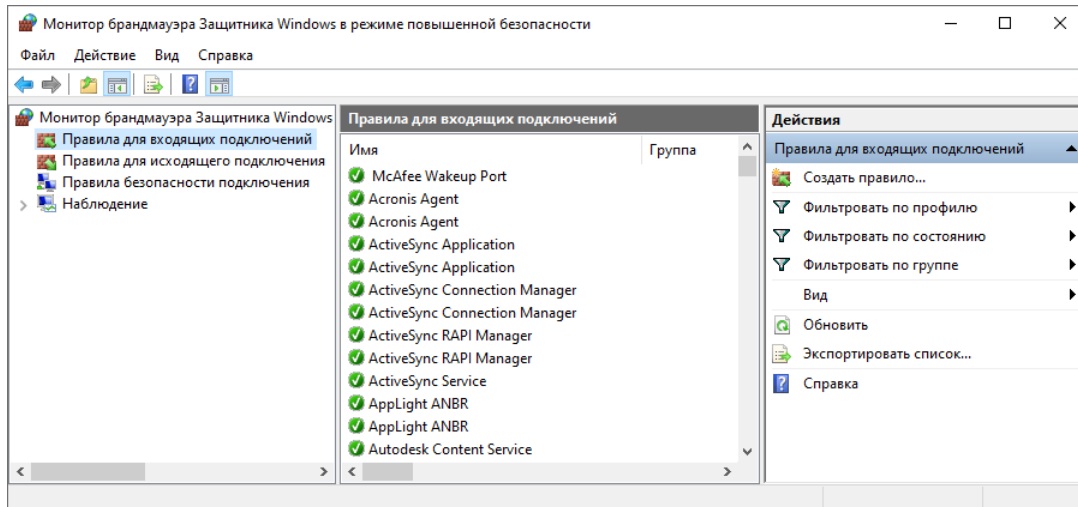 Монитор брандмауэра Защитника Windows в режиме повышенной безопасности
Файл Действие Вид Справка
Монитор брандмауэра Защитника Windows
Правила для входящих подключений
Правила для исходящего подключения
Правила безопасности подключения
Наблюдение
Правила для входящих подключений
Имя Группа
McAfee Wakeup Port
Acronis Agent
Acronis Agent
ActiveSync Application
ActiveSync Application
ActiveSync Connection Manager
ActiveSync Connection Manager
ActiveSync RAPI Manager
ActiveSync RAPI Manager
ActiveSync Service
AppLight ANBR
AppLight ANBR
Autodesk Content Service
Действия
Правила для входящих подключений
Создать правило...
Фильтровать по профилю
Фильтровать по состоянию
Фильтровать по группе
Вид
Обновить
Экспортировать список...
Справка